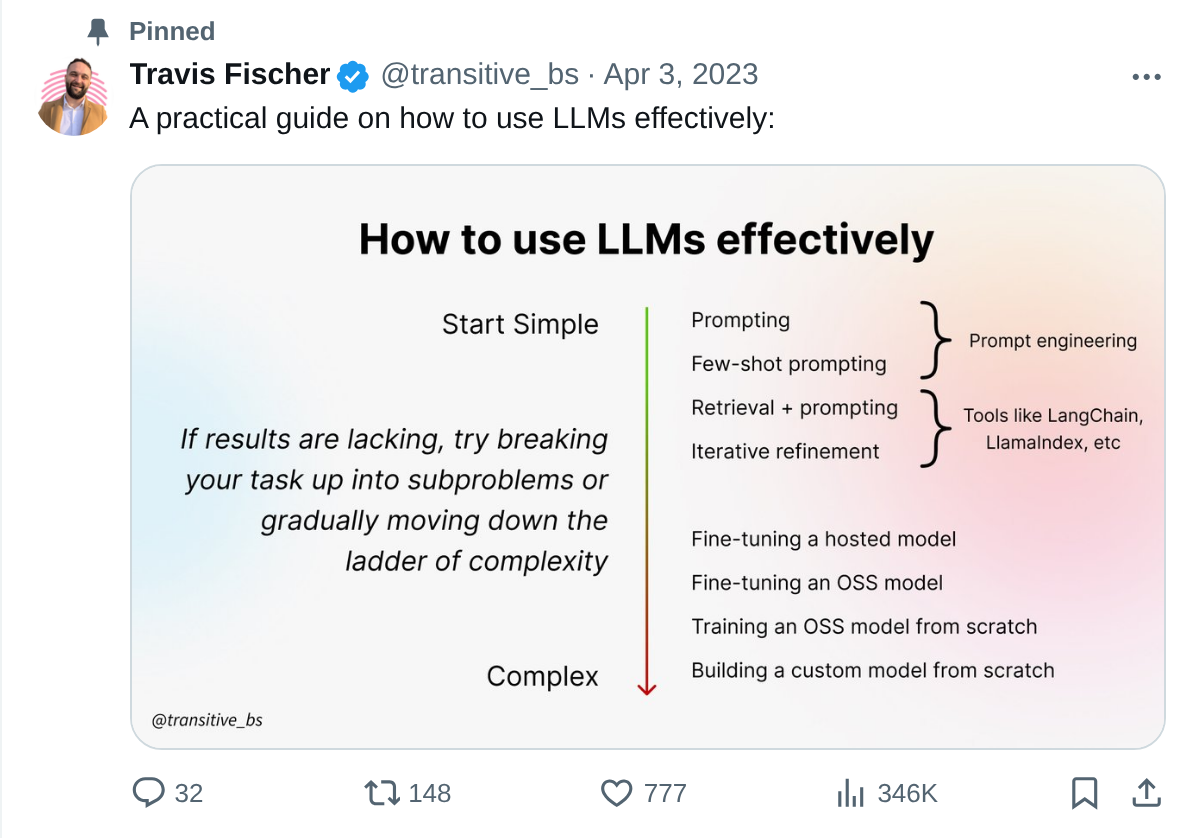 Pinned
Travis Fischer @transitive_bs · Apr 3, 2023
A practical guide on how to use LLMs effectively:
How to use LLMs effectively
Start Simple
If results are lacking, try breaking
your task up into subproblems or
gradually moving down the
ladder of complexity
Complex
Prompting
Few-shot prompting
Retrieval + prompting
Iterative refinement
Fine-tuning a hosted model
Fine-tuning an OSS model
Training an OSS model from scratch
Building a custom model from scratch
Prompt engineering
Tools like LangChain,
LlamaIndex, etc
@transitive_bs
32 148 777 346K